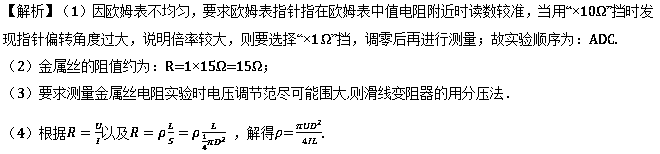 【解析】（1）因欧姆表不均匀，要求欧姆表指针指在欧姆表中值电阻附近时读数较准，当用“×10Ω”挡时发
现指针偏转角度过大，说明倍率较大，则要选择“×1Ω”挡，调零后再进行测量；故实验顺序为：ADC.
（2）金属丝的阻值约为：R=1×15Ω=15Ω；
（3）要求测量金属丝电阻实验时电压调节范尽可能围大,则滑线变阻器的用分压法.
（4）根据$R=\frac{U}{I}$以及$R=\rho\frac{L}{S}=\rho\frac{L}{\frac{1}{4}\pi D^2}$，解得$\rho=\frac{\pi UD^2}{4IL}$.